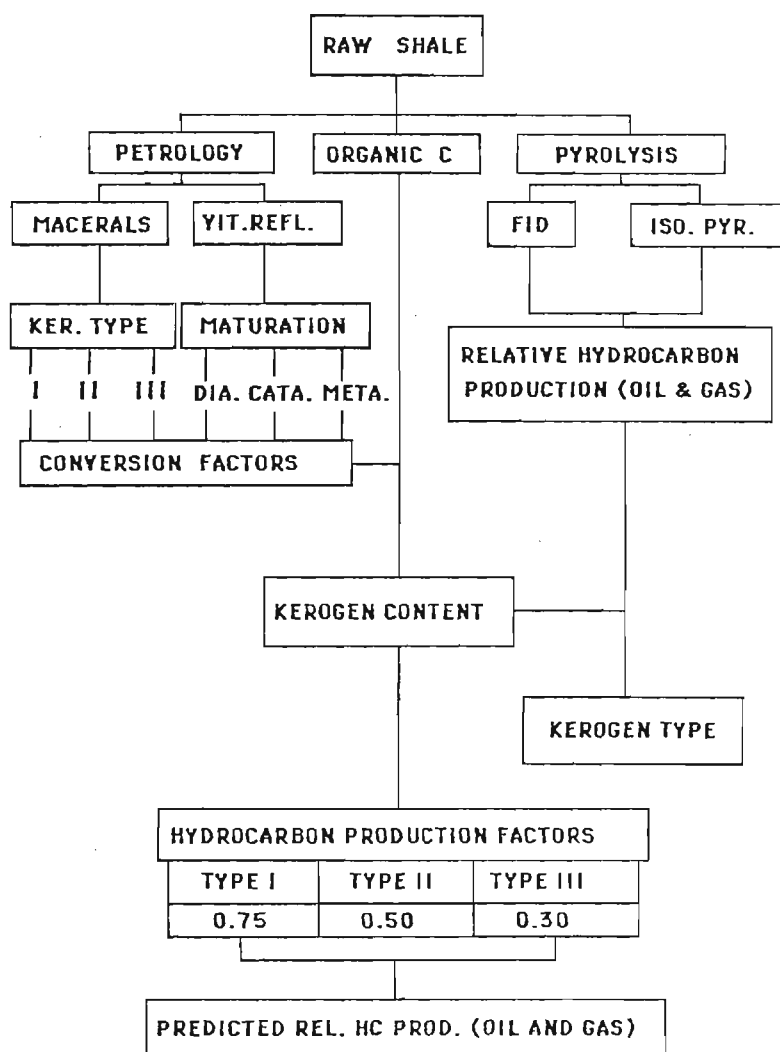 RAW SHALE
PETROLOGY
ORGANIC C
PYROLYSIS
MACERALS
YIT.REFL.
FID
ISO. PYR.
KER. TYPE
MATURATION
RELATIVE HYDROCARBON
PRODUCTION (OIL & GAS)
I II III DIA. CATA. META.
CONVERSION FACTORS
KEROGEN CONTENT
KEROGEN TYPE
HYDROCARBON PRODUCTION FACTORS
TYPE I TYPE II TYPE III
0.75 0.50 0.30
PREDICTED REL. HC PROD. (OIL AND GAS)